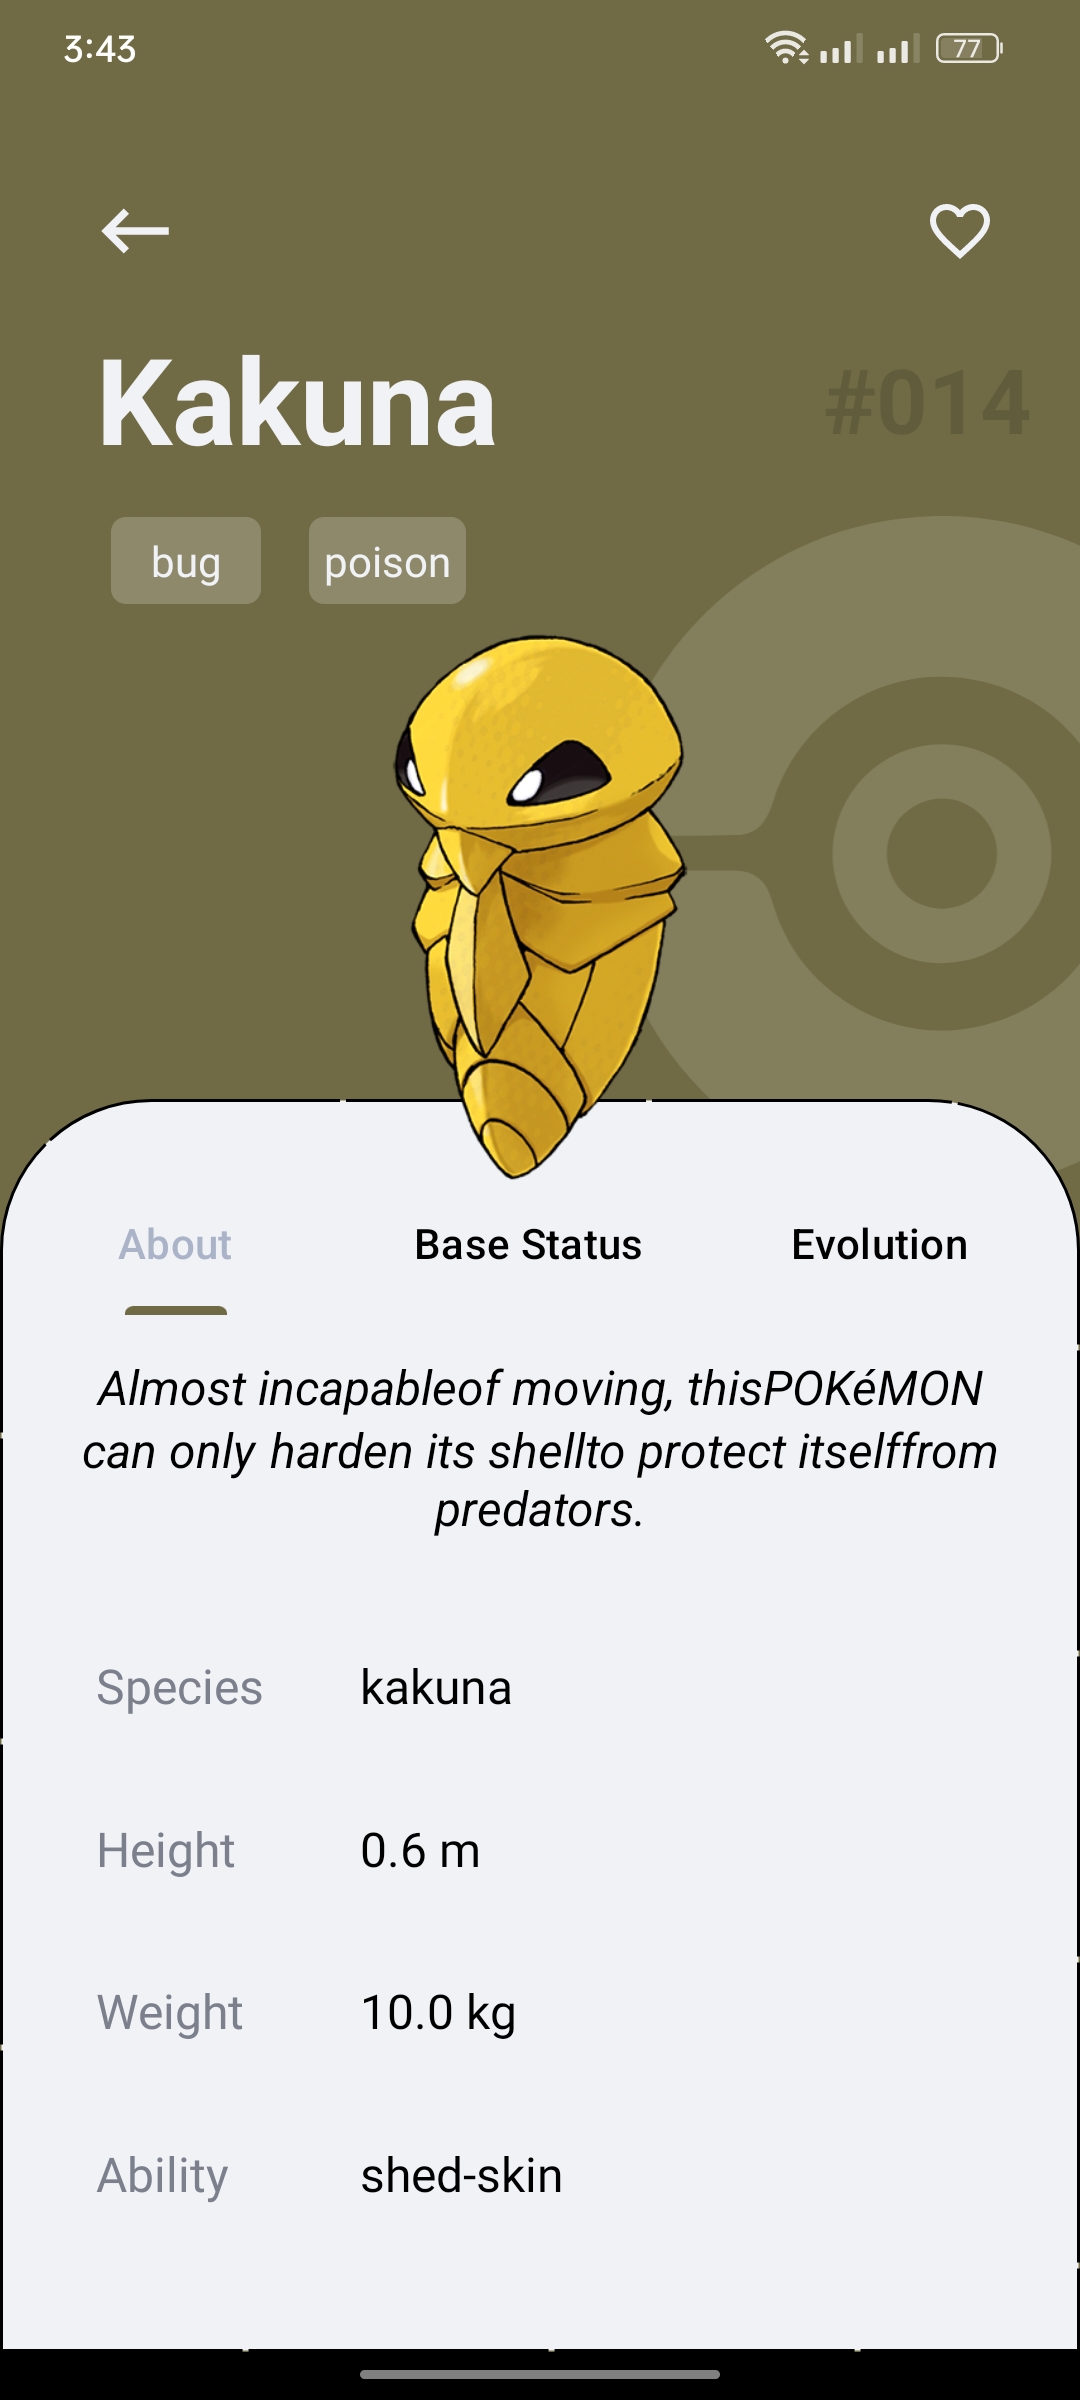 3:43
77
Kakuna
#014
bug
poison
About
Base Status
Evolution
Almost incapableof moving, thisPOKéMON
can only harden its shellto protect itselffrom
predators.
Species kakuna
Height 0.6 m
Weight 10.0 kg
Ability shed-skin